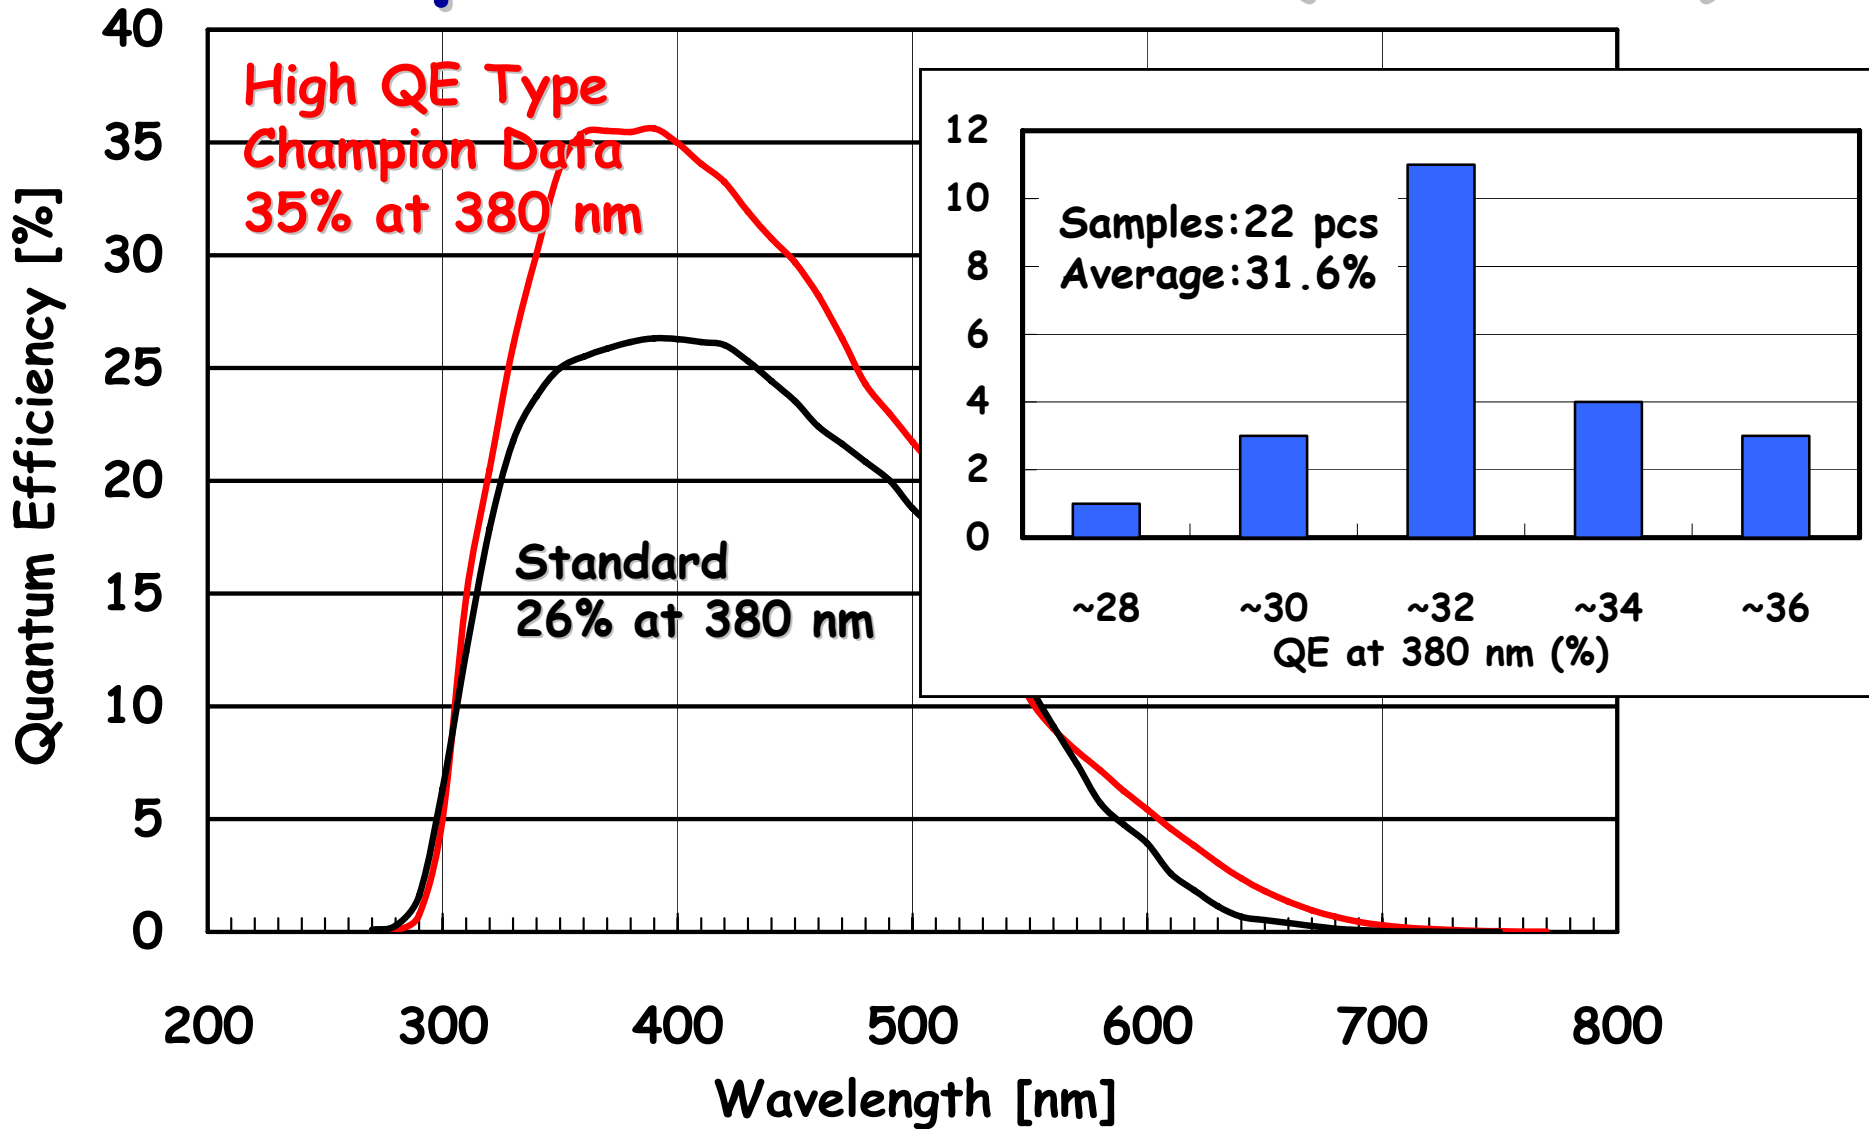 40
35
30
25
20
15
10
5
0
Quantum Efficiency [%]
High QE Type
Champion Data
35% at 380 nm
Standard
26% at 380 nm
12
10
8
6
4
2
0
Samples:22 pcs
Average:31.6%
~28 ~30 ~32 ~34 ~36
QE at 380 nm (%)
200 300 400 500 600 700 800
Wavelength [nm]